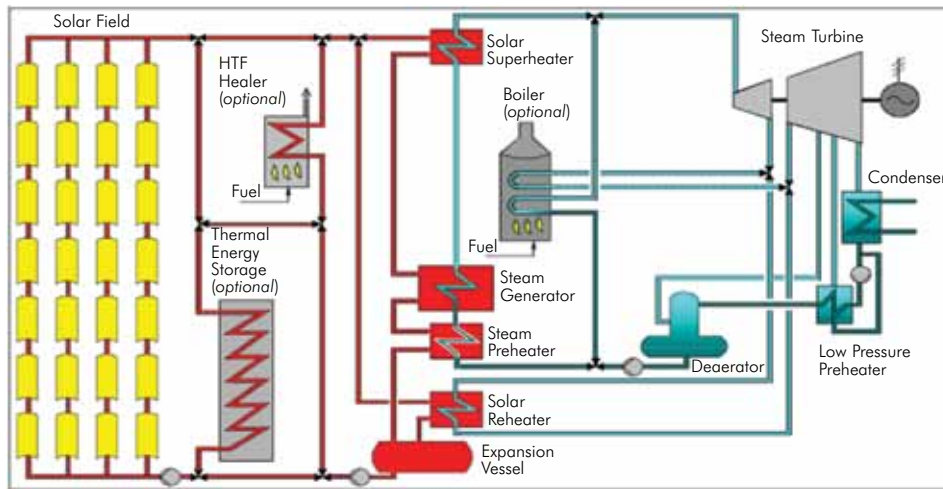 Solar Field
HTF
Healer
(optional)
Fuel
Thermal
Energy
Storage
(optional)
Solar
Superheater
Boiler
(optional)
Fuel
Steam
Generator
Steam
Preheater
Solar
Reheater
Expansion
Vessel
Steam Turbine
Condenser
Low Pressure
Preheater
Deaerator